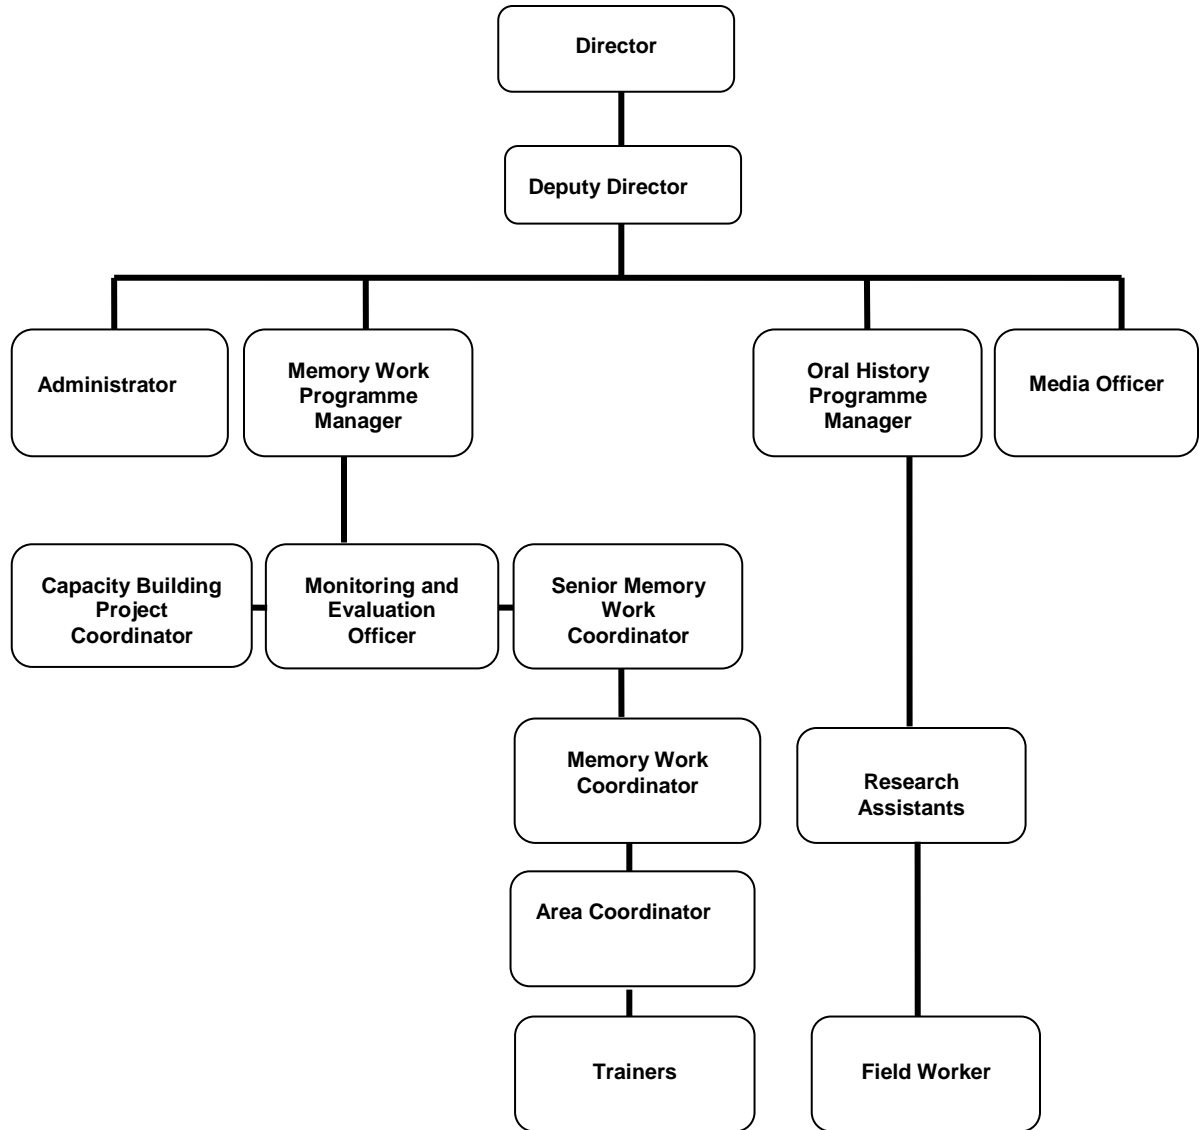 Director
Deputy Director
Administrator
Memory Work
Programme
Manager
Oral History
Programme
Manager
Media Officer
Capacity Building
Project
Coordinator
Monitoring and
Evaluation
Officer
Senior Memory
Work
Coordinator
Memory Work
Coordinator
Research
Assistants
Area Coordinator
Trainers
Field Worker